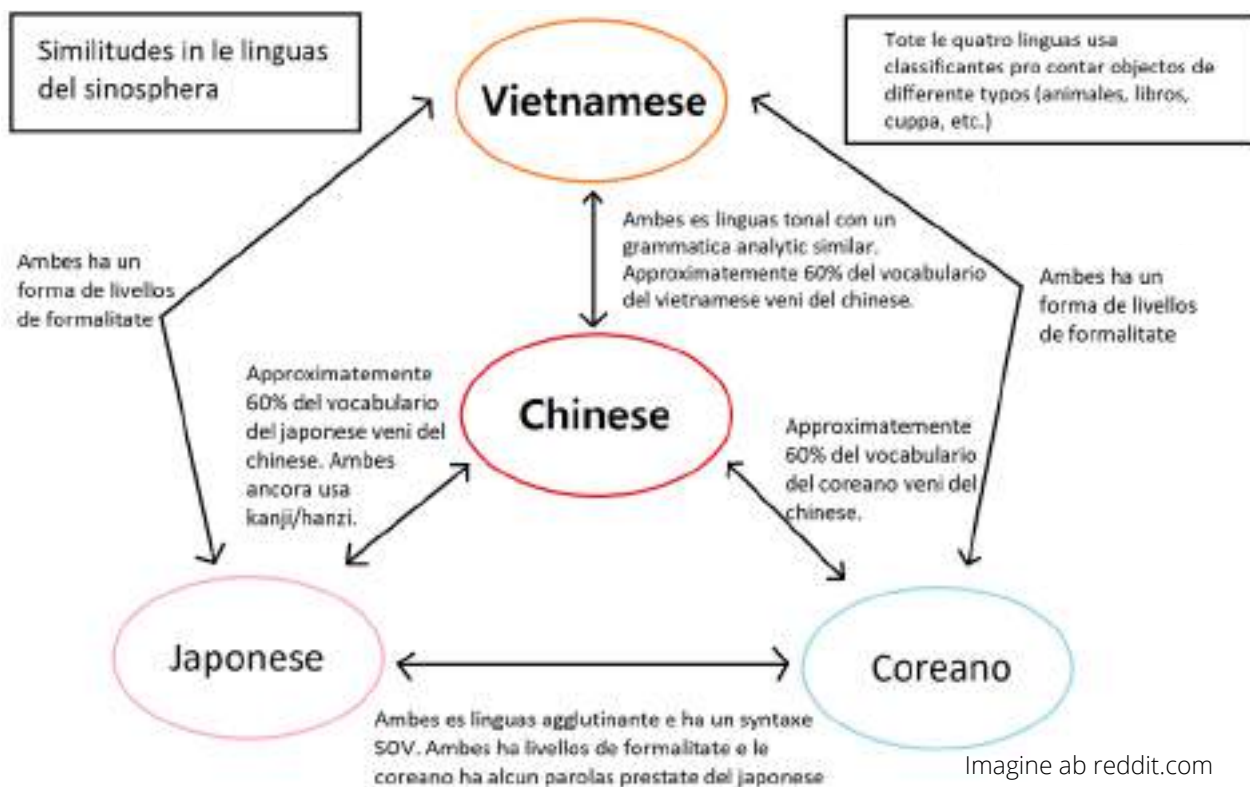 Similitudes in le linguas
del sinosphera
Vietnamese
Tote le quatro linguas usa
classificantes pro contar objectos de
differente typos (animales, libros,
cuppa, etc.)
Ambes ha un
forma de livellos
de formalitate
Ambes es linguas tonal con un
grammatica analytic similar.
Approximatemente 60% del vocabulario
del vietnamese veni del chinese.
Ambes ha un
forma de livellos
de formalitate
Approximatemente
60% del vocabulario
del japonese veni del
chinese. Ambes
ancora usa
kanji/hanzi.
Chinese
Approximatemente
60% del vocabulario
del coreano veni del
chinese.
Japonese
Coreano
Ambes es linguas agglutinante e ha un syntaxe
SOV. Ambes ha livellos de formalitate e le
coreano ha alcun parolas prestate del japonese
Imagine ab reddit.com